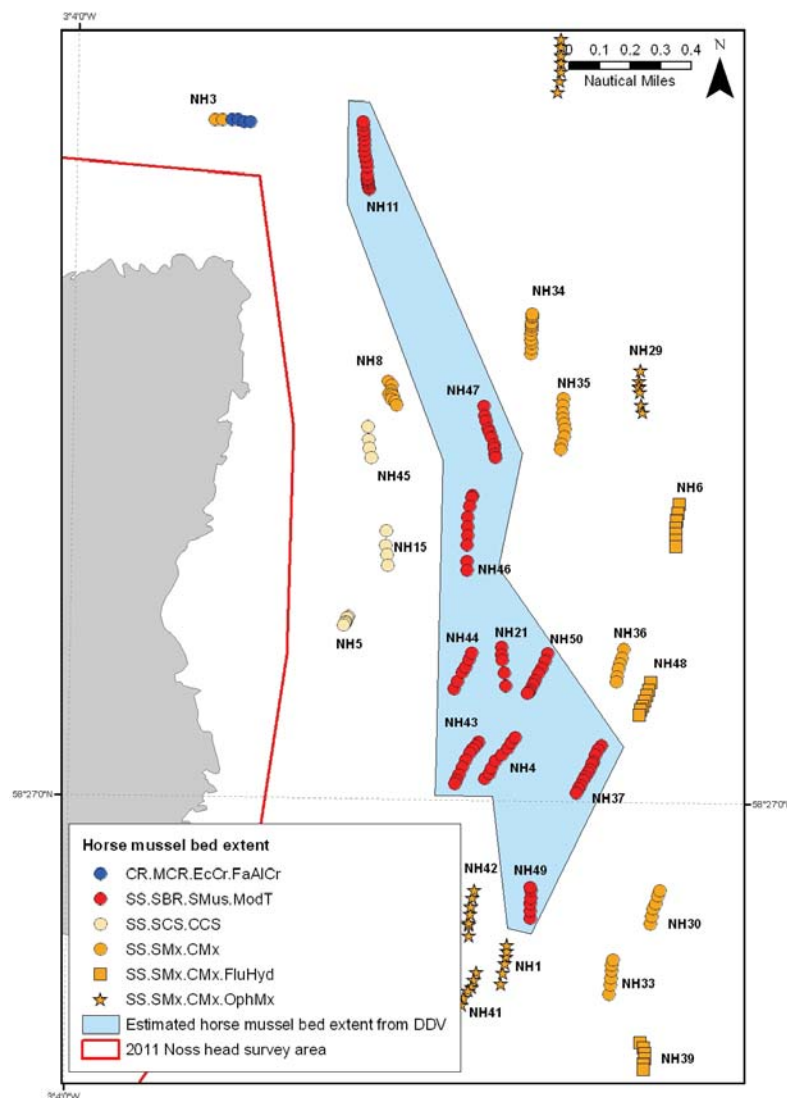 3°4'0"W
N
0 0.1 0.2 0.3 0.4
Nautical Miles
NH3
NH11
NH34
NH29
NH8
NH35
NH47
NH45
NH6
NH15
NH46
NH5
NH44
NH21
NH50
NH36
NH48
NH43
NH4
NH37
58°27'0"N
58°27'0"N
Horse mussel bed extent
CR.MCR.EcCr.FaAlCr
SS.SBR.SMus.ModT
SS.SCS.CCS
SS.SMx.CMx
SS.SMx.CMx.FluHyd
SS.SMx.CMx.OphMx
Estimated horse mussel bed extent from DDV
2011 Noss head survey area
NH42
NH49
NH30
NH1
NH33
NH41
NH39
3°4'0"W